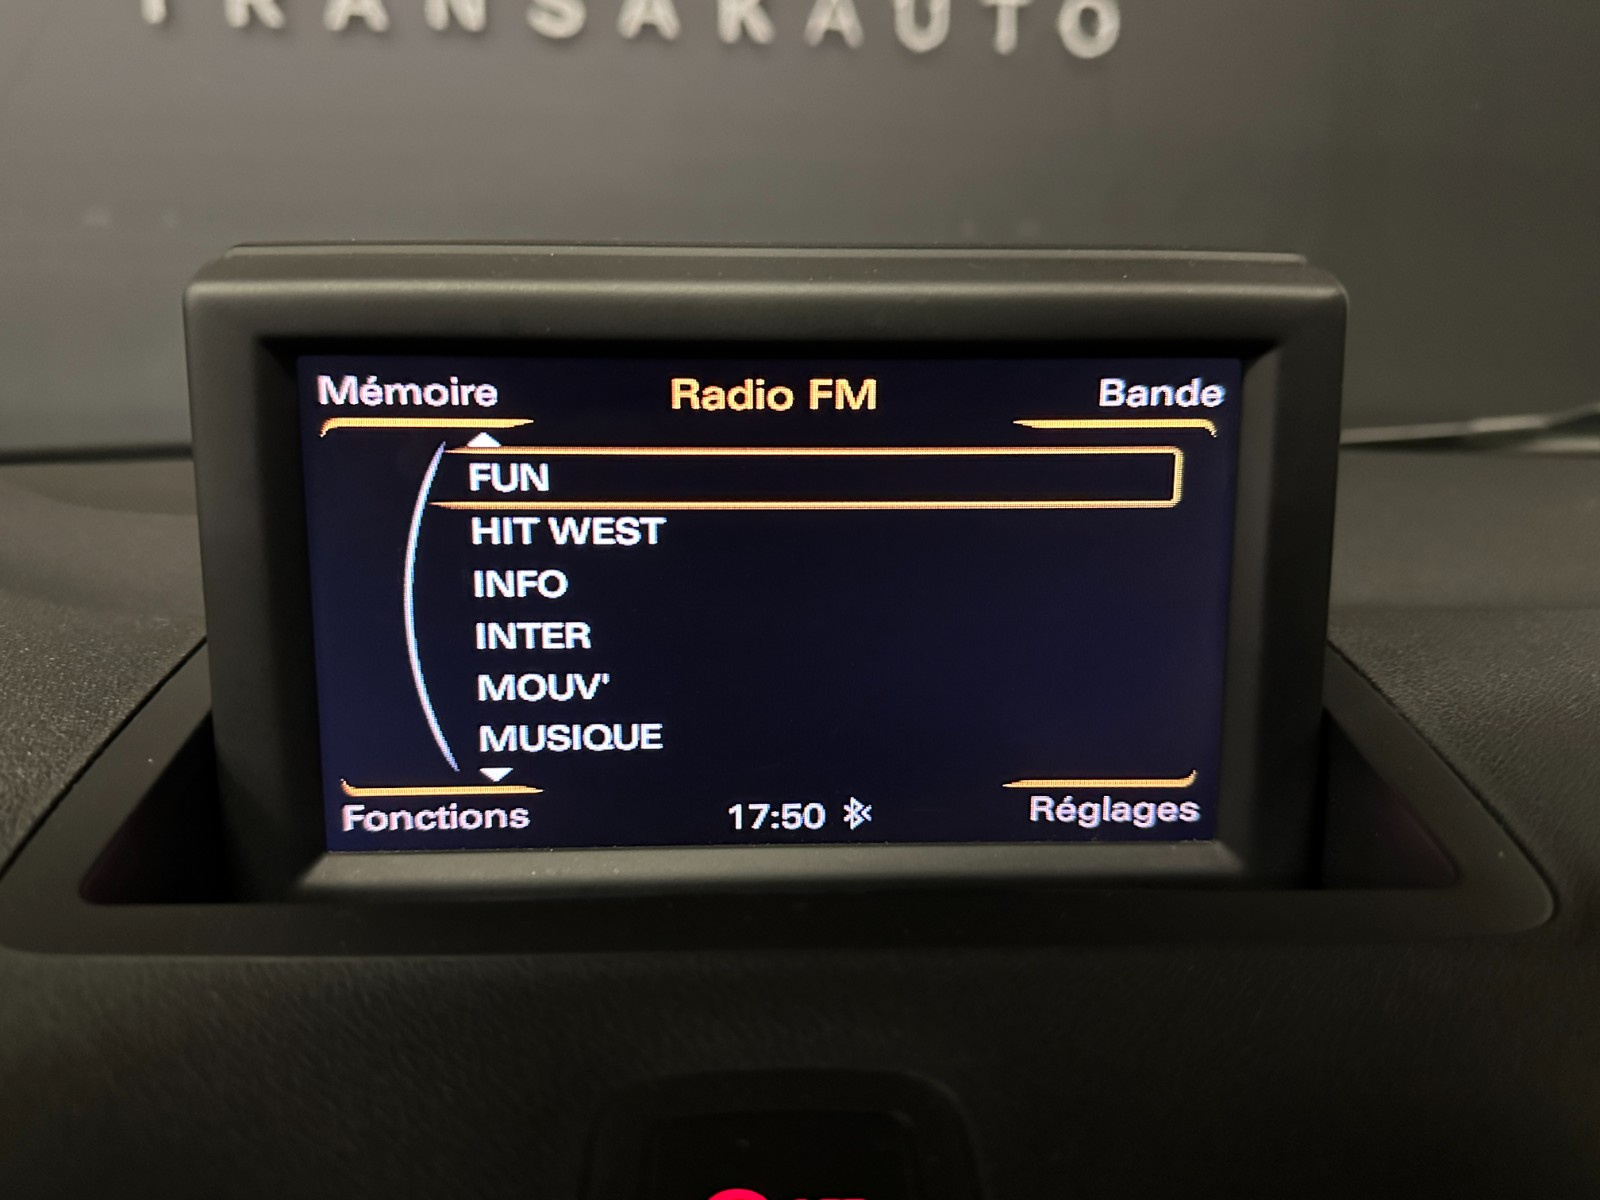 TRANSAKAUTO
Mémoire
Radio FM
Bande
FUN
HIT WEST
INFO
INTER
MOUV'
MUSIQUE
Fonctions
17:50
Réglages